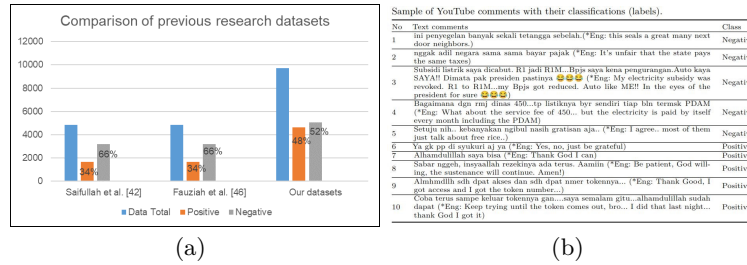 Comparison of previous research datasets
12000
10000
8000
6000
4000
2000
0
34%
66%
34%
66%
48%
52%
Saifullah et al. [42]
Fauziah et al. [46]
Our datasets
Data Total
Positive
Negative
(a)
Sample of YouTube comments with their classifications (labels).
No Text comments Class
1 ini penyegelan banyak sekali tetangga sebelah.(*Eng: this seals a great many next Negativ
door neighbors.)
2 nggak adil negara sama sama bayar pajak (*Eng: It's unfair that the state pays Negativ
the same taxes)
Subsidi listrik saya dicabut. R1 jadi R1M...Bpjs saya kena pengurangan.Auto kaya
3 SAYA!! Dimata pak presiden pastinya 😂😂😂 (*Eng: My electricity subsidy was Negativ
revoked. R1 to R1M...my Bpjs got reduced. Auto like ME!! In the eyes of the
president for sure 😂😂😂)
Bagaimana dgn rmj dinas 450...tp listiknya byr sendiri tiap bln termsk PDAM
4 (*Eng: What about the service fee of 450... but the electricity is paid by itself Negativ
every month including the PDAM)
5 Setuju nih.. kebanyakan ngibul nasih gratisan aja.. (*Eng: I agree.. most of them Negativ
just talk about free rice..)
6 Ya gk pp di syukuri aj ya (*Eng: Yes, no, just be grateful) Positiv
7 Alhamdulillah saya bisa (*Eng: Thank God I can) Positiv
8 Sabar nggeh, insyaallah rezekinya ada terus. Aamiin (*Eng: Be patient, God will- Positiv
ing, the sustenance will continue. Amen!)
9 Almhmdllh sdh dpat akses dan sdh dpat nmer tokennya... (*Eng: Thank Good, I Positiv
got access and I got the token number...)
Coba terus sampe keluar tokennya gan....saya semalam gitu...alhamdulillah sudah
10 dapat (*Eng: Keep trying until the token comes out, bro... I did that last night... Positiv
thank God I got it)
(b)